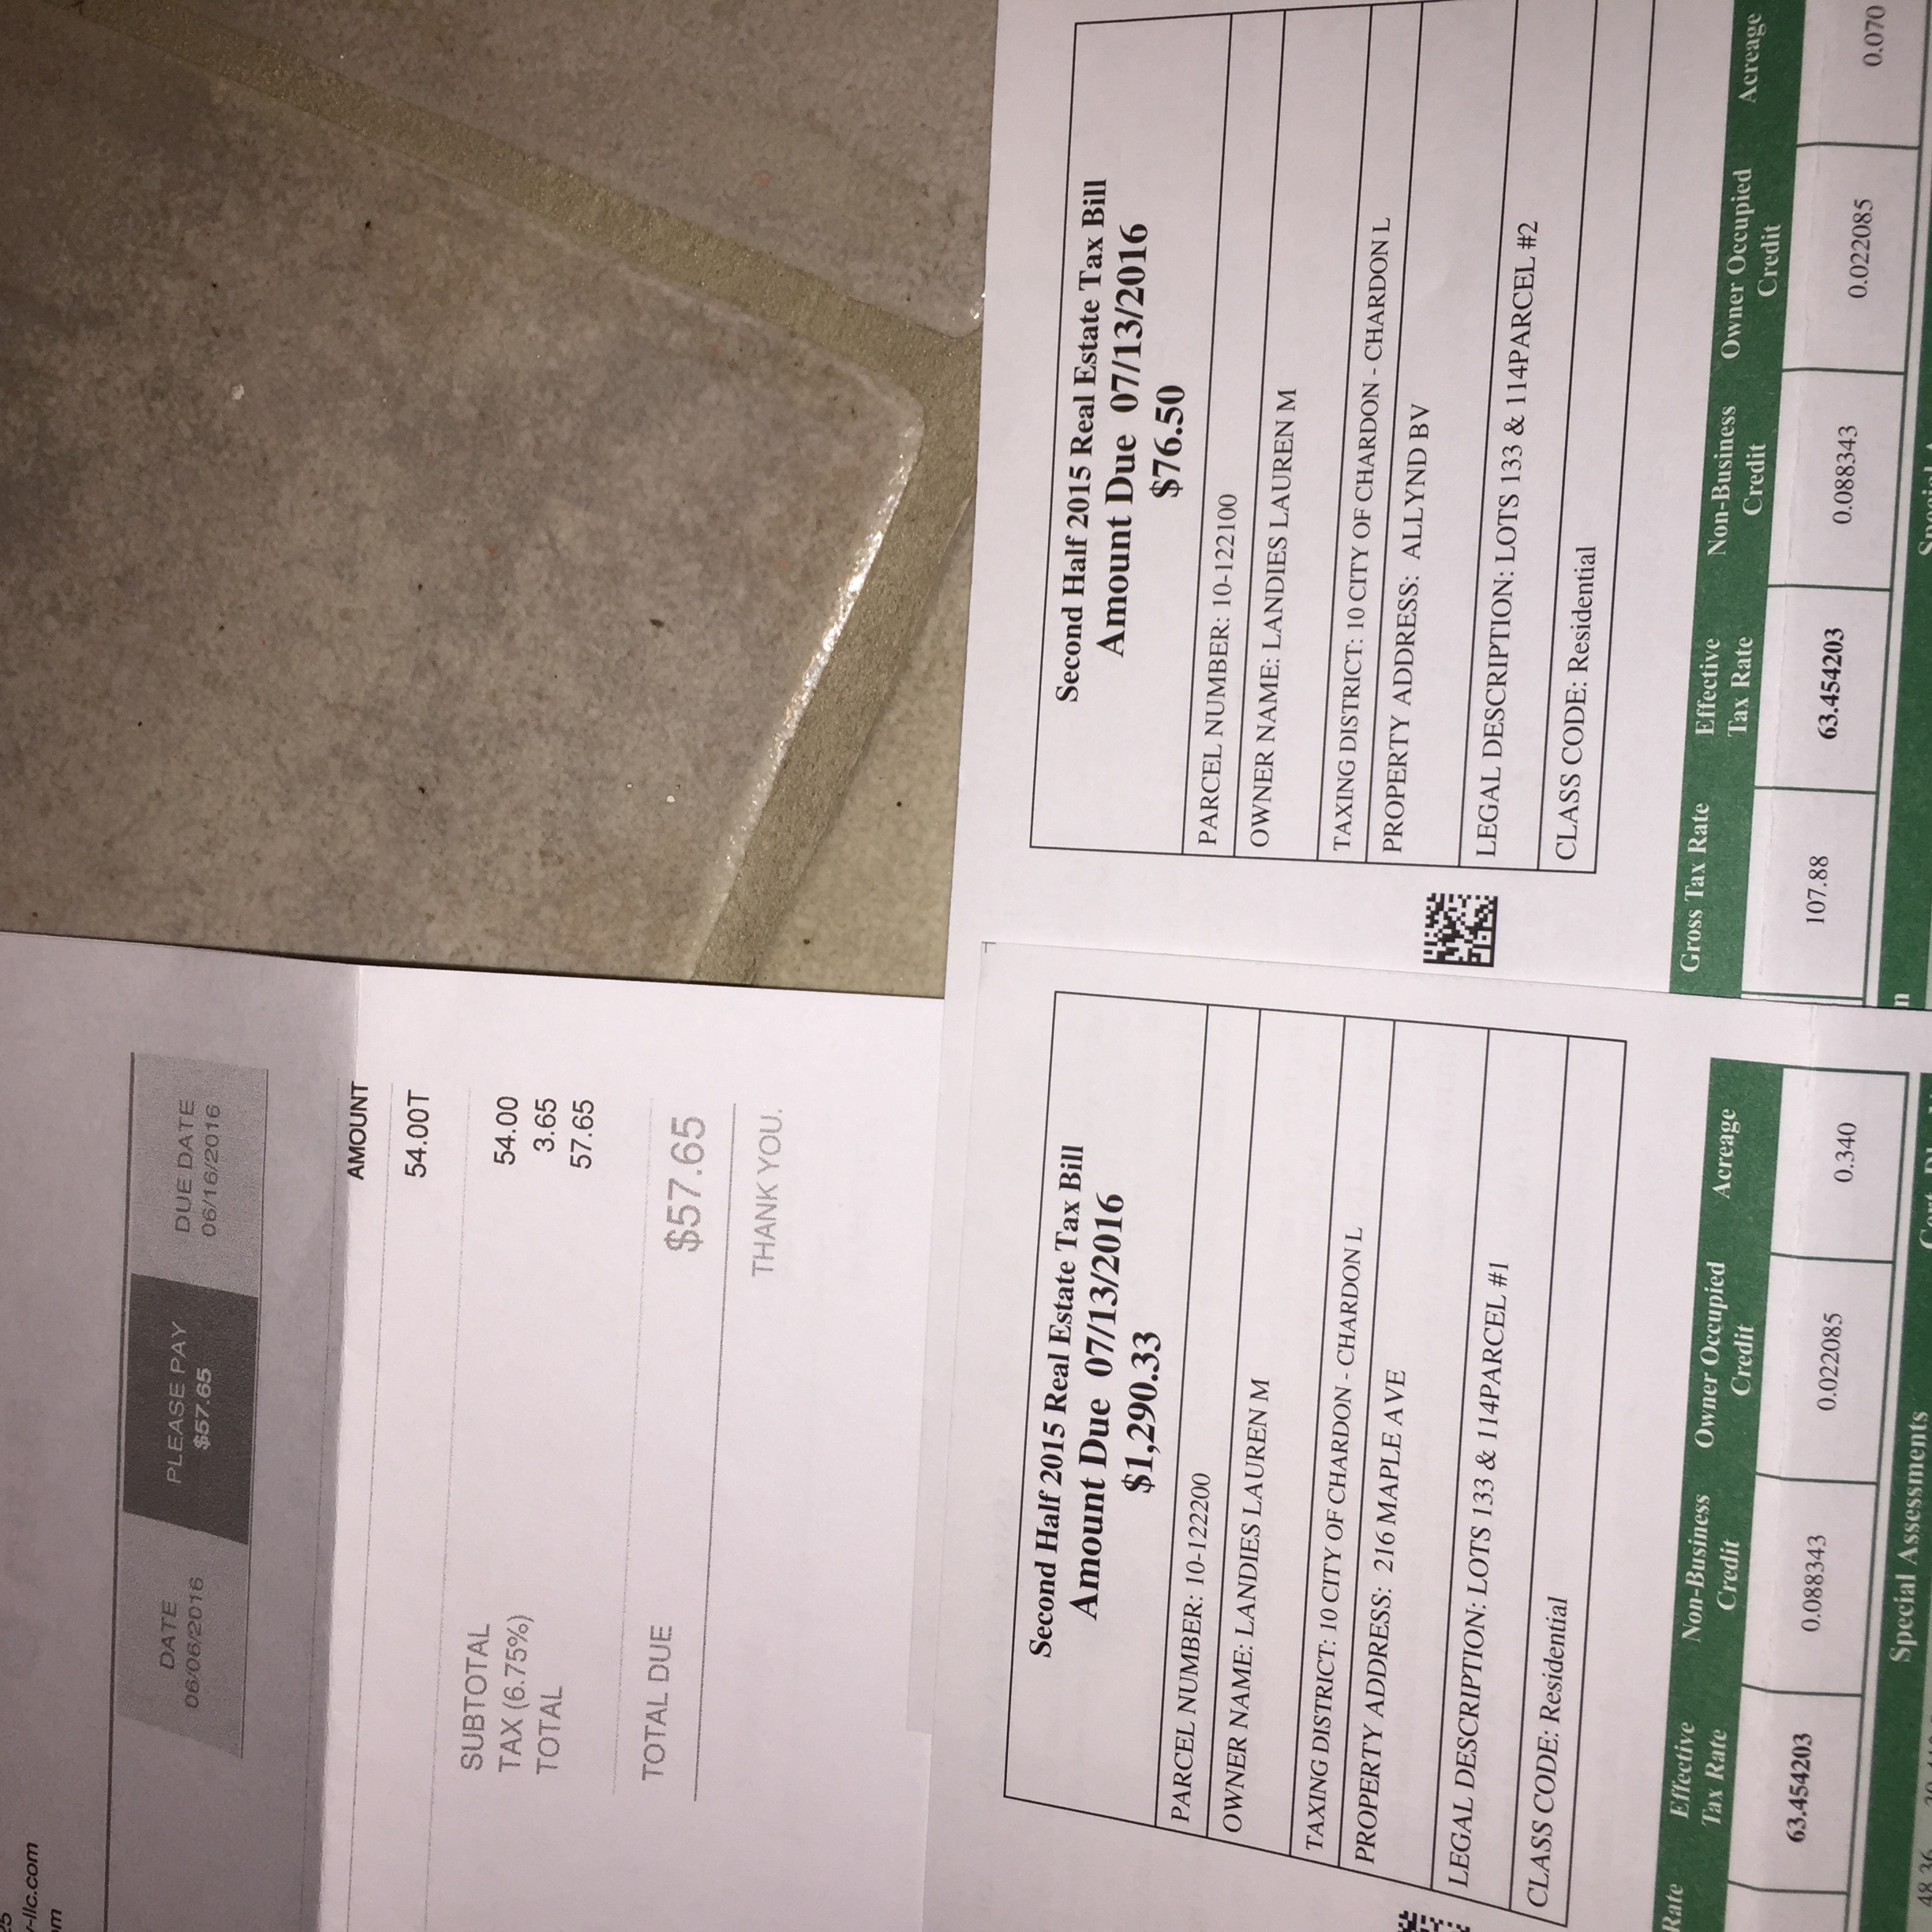 -llc.com
DATE
06/06/2016
PLEASE PAY
$57.65
DUE DATE
06/16/2016
AMOUNT
54.00T
SUBTOTAL 54.00
TAX (6.75%) 3.65
TOTAL 57.65
TOTAL DUE $57.65
THANK YOU.
Second Half 2015 Real Estate Tax Bill
Amount Due 07/13/2016
$1,290.33
PARCEL NUMBER: 10-122200
OWNER NAME: LANDIES LAUREN M
TAXING DISTRICT: 10 CITY OF CHARDON - CHARDON L
PROPERTY ADDRESS: 216 MAPLE AVE
LEGAL DESCRIPTION: LOTS 133 & 114PARCEL #1
CLASS CODE: Residential
Rate Effective Tax Rate Non-Business Credit Owner Occupied Credit Acreage
63.454203 0.088343 0.022085 0.340
Special Assessments
48.36
Second Half 2015 Real Estate Tax Bill
Amount Due 07/13/2016
$76.50
PARCEL NUMBER: 10-122100
OWNER NAME: LANDIES LAUREN M
TAXING DISTRICT: 10 CITY OF CHARDON - CHARDON L
PROPERTY ADDRESS: ALLYND BV
LEGAL DESCRIPTION: LOTS 133 & 114PARCEL #2
CLASS CODE: Residential
Gross Tax Rate Effective Tax Rate Non-Business Credit Owner Occupied Credit Acreage
107.88 63.454203 0.088343 0.022085 0.070